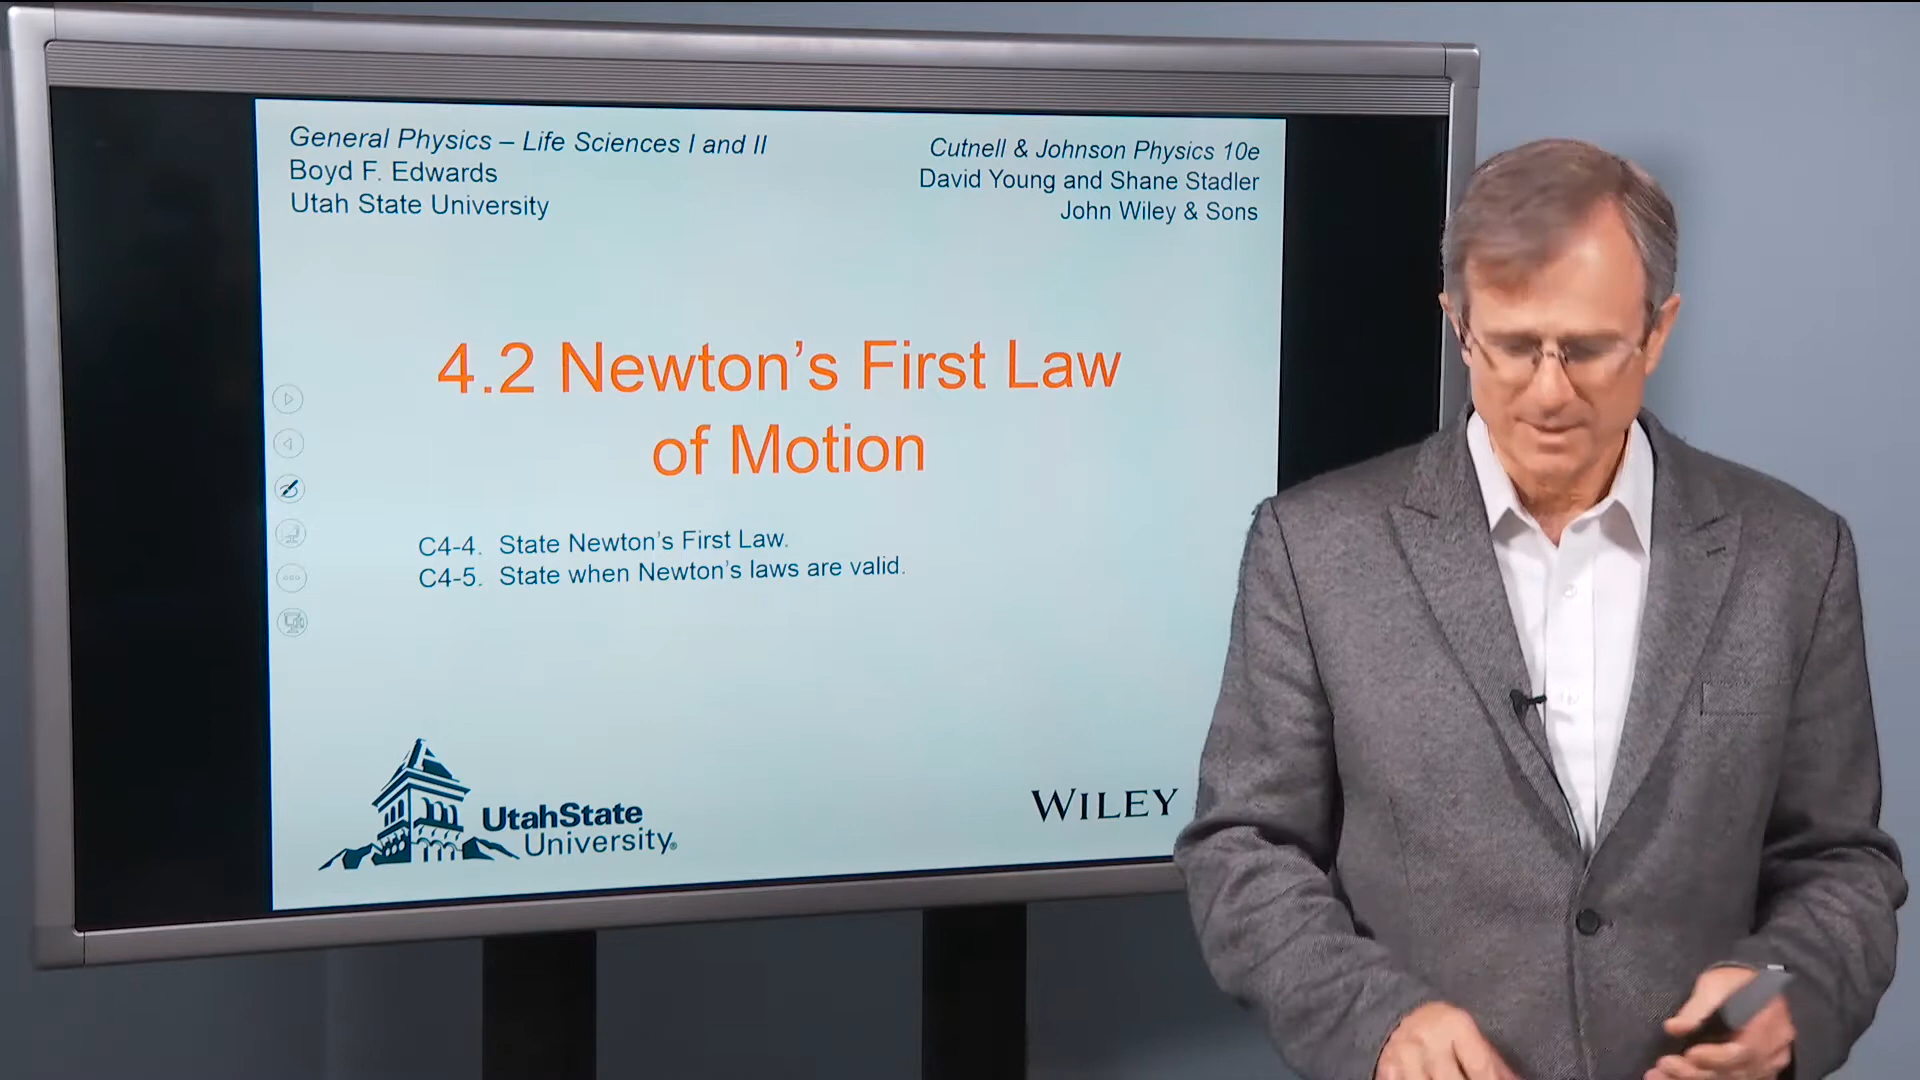 General Physics – Life Sciences I and II
Boyd F. Edwards
Utah State University
Cutnell & Johnson Physics 10e
David Young and Shane Stadler
John Wiley & Sons
4.2 Newton’s First Law
of Motion
C4-4. State Newton’s First Law.
C4-5. State when Newton’s laws are valid.
UtahState
University®
WILEY